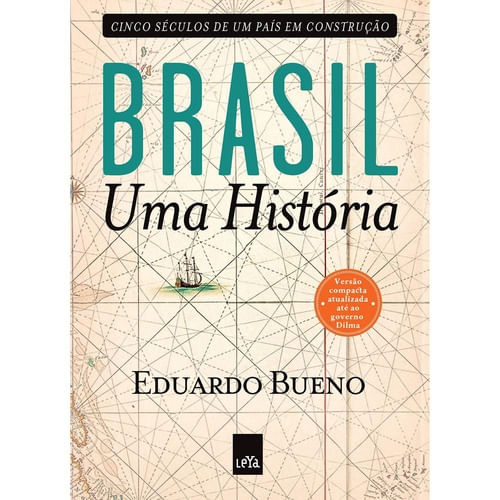 CINCO SÉCULOS DE UM PAÍS EM CONSTRUÇÃO
BRASIL
Uma História
Versão
compacta
atualizada
até ao
governo
Dilma
EDUARDO BUENO
LeYa